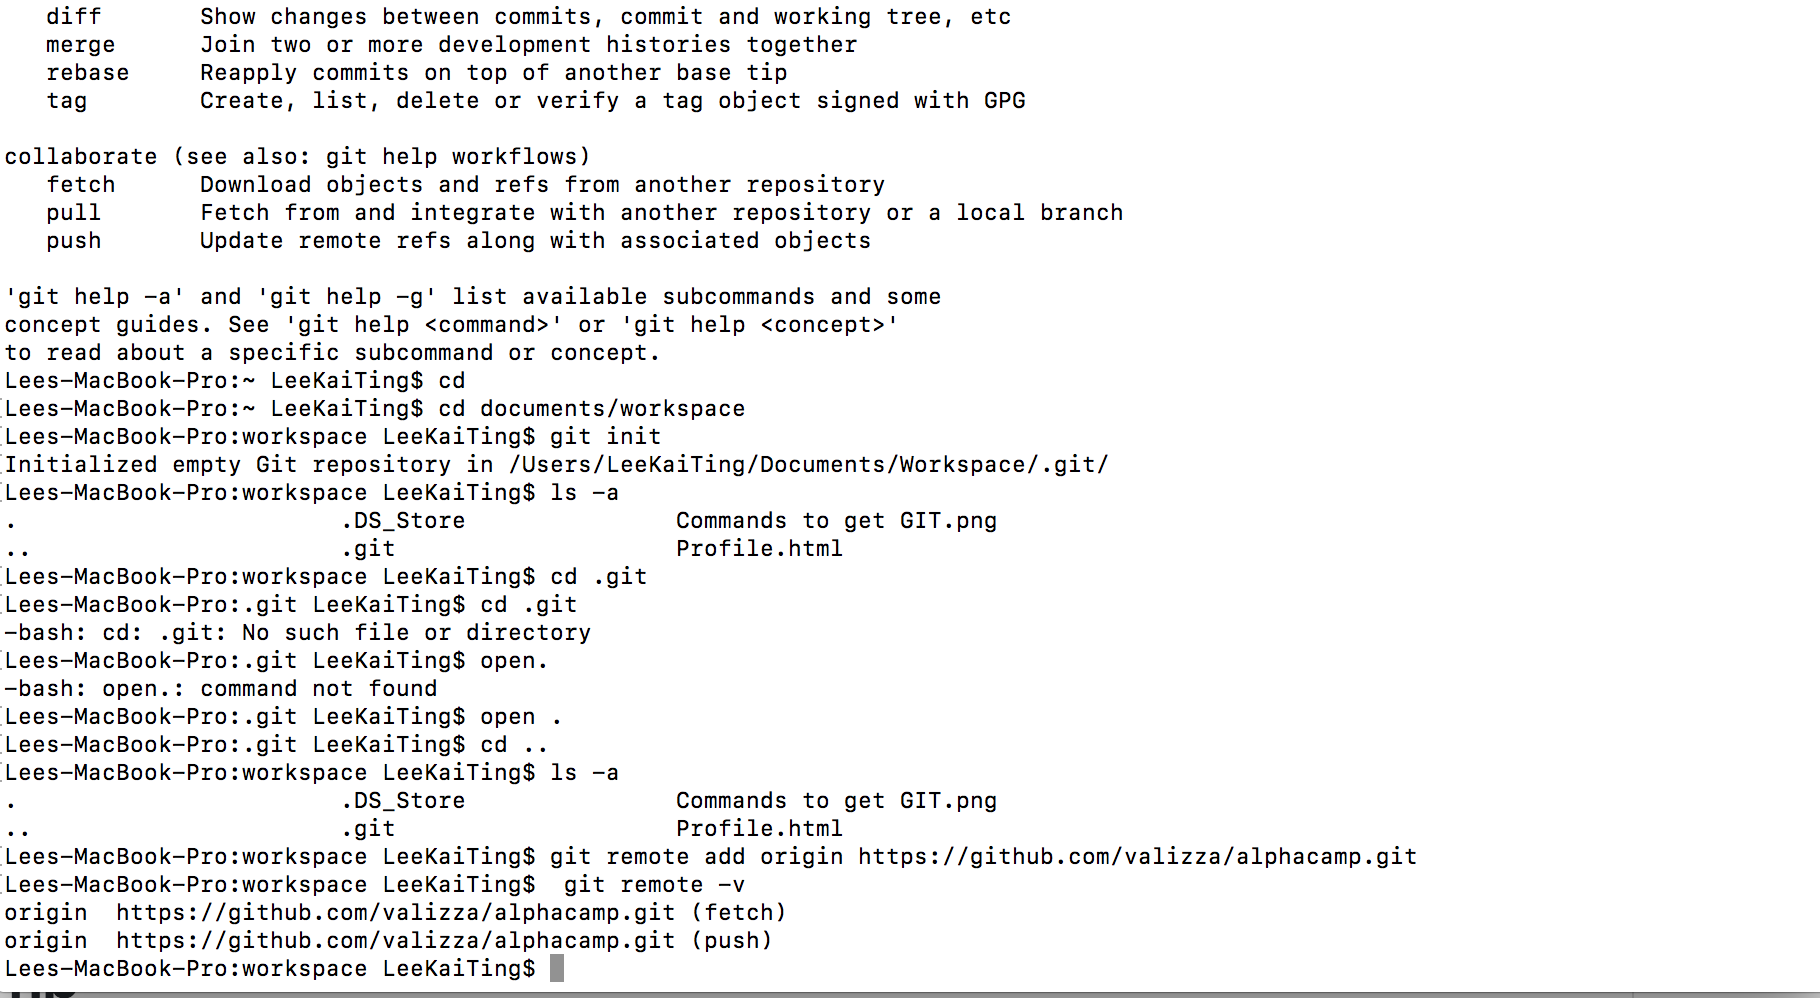 diff Show changes between commits, commit and working tree, etc
merge Join two or more development histories together
rebase Reapply commits on top of another base tip
tag Create, list, delete or verify a tag object signed with GPG
collaborate (see also: git help workflows)
fetch Download objects and refs from another repository
pull Fetch from and integrate with another repository or a local branch
push Update remote refs along with associated objects
'git help -a' and 'git help -g' list available subcommands and some
concept guides. See 'git help <command>' or 'git help <concept>'
to read about a specific subcommand or concept.
Lees-MacBook-Pro:~ LeeKaiTing$ cd
Lees-MacBook-Pro:~ LeeKaiTing$ cd documents/workspace
Lees-MacBook-Pro:workspace LeeKaiTing$ git init
Initialized empty Git repository in /Users/LeeKaiTing/Documents/Workspace/.git/
Lees-MacBook-Pro:workspace LeeKaiTing$ ls -a
. .DS_Store Commands to get GIT.png
.. .git Profile.html
Lees-MacBook-Pro:workspace LeeKaiTing$ cd .git
Lees-MacBook-Pro:.git LeeKaiTing$ cd .git
-bash: cd: .git: No such file or directory
Lees-MacBook-Pro:.git LeeKaiTing$ open.
-bash: open.: command not found
Lees-MacBook-Pro:.git LeeKaiTing$ open .
Lees-MacBook-Pro:.git LeeKaiTing$ cd ..
Lees-MacBook-Pro:workspace LeeKaiTing$ ls -a
. .DS_Store Commands to get GIT.png
.. .git Profile.html
Lees-MacBook-Pro:workspace LeeKaiTing$ git remote add origin https://github.com/valizza/alphacamp.git
Lees-MacBook-Pro:workspace LeeKaiTing$  git remote -v
origin https://github.com/valizza/alphacamp.git (fetch)
origin https://github.com/valizza/alphacamp.git (push)
Lees-MacBook-Pro:workspace LeeKaiTing$